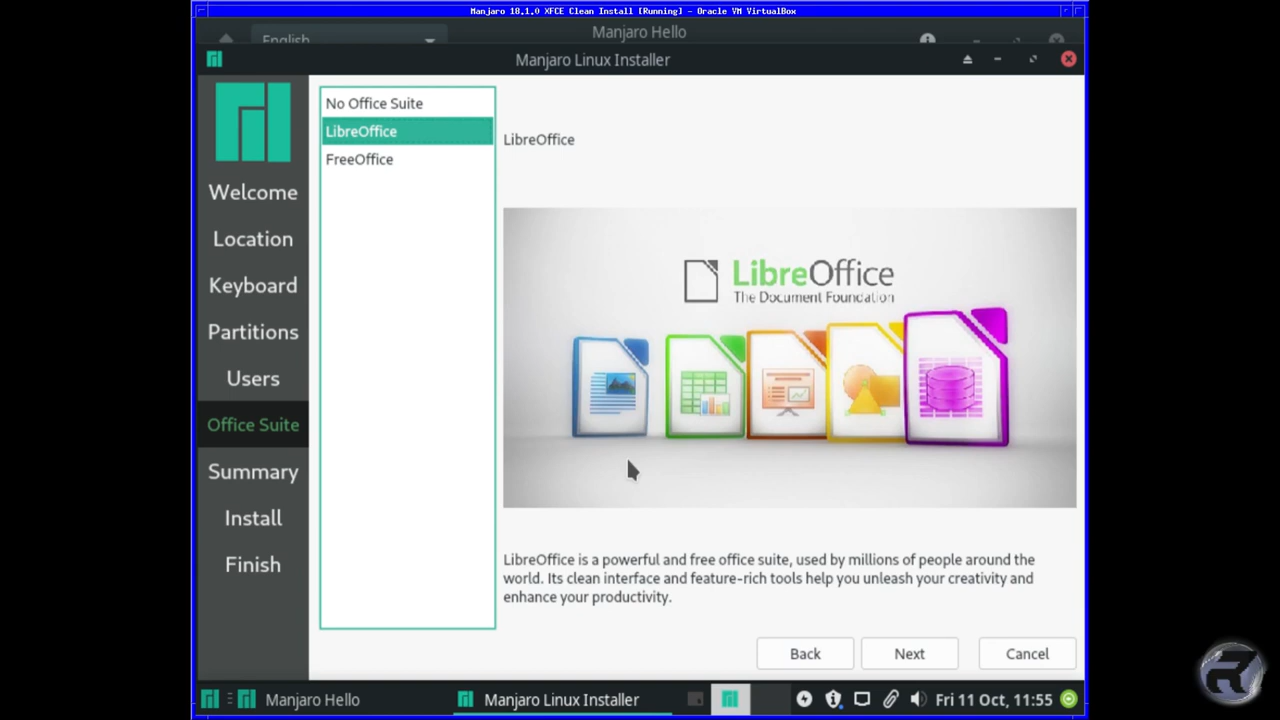 Manjaro 18.1.0 XFCE Clean Install [Running] - Oracle VM VirtualBox
English
Manjaro Hello
Manjaro Linux Installer
Welcome
Location
Keyboard
Partitions
Users
Office Suite
Summary
Install
Finish
No Office Suite
LibreOffice
FreeOffice
LibreOffice
LibreOffice
The Document Foundation
LibreOffice is a powerful and free office suite, used by millions of people around the
world. Its clean interface and feature-rich tools help you unleash your creativity and
enhance your productivity.
Back
Next
Cancel
Manjaro Hello
Manjaro Linux Installer
Fri 11 Oct, 11:55